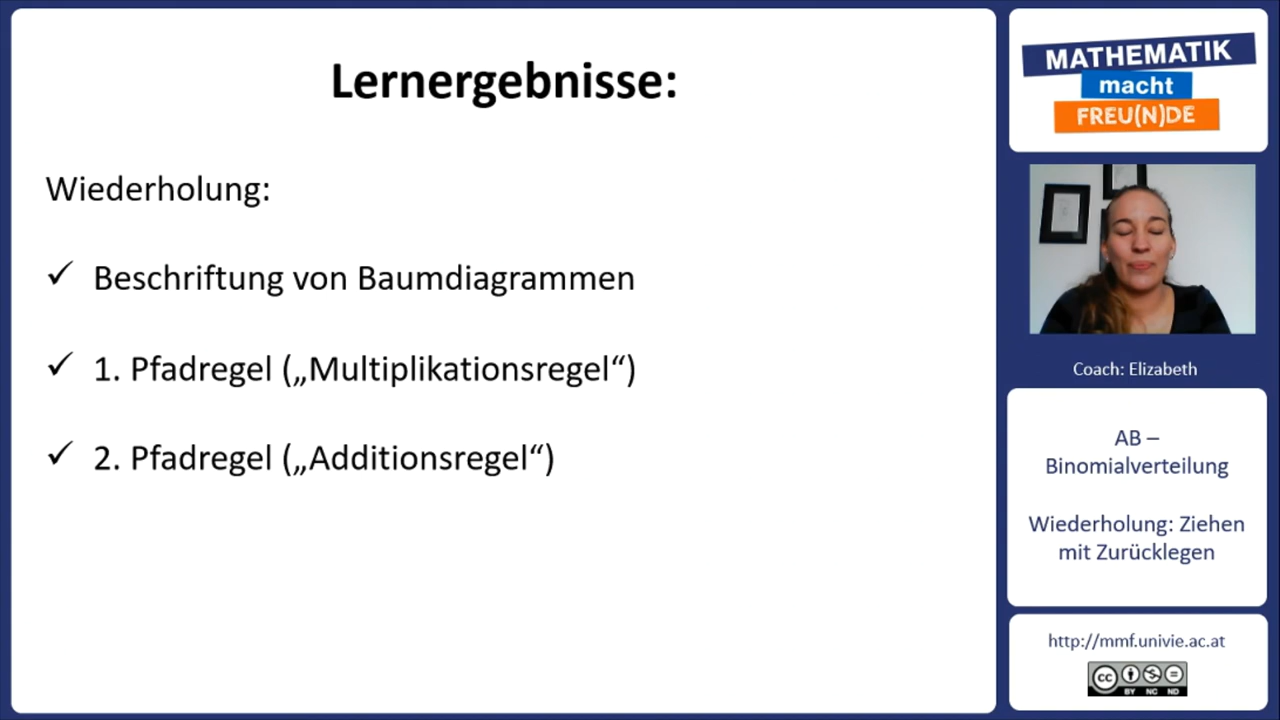 Lernergebnisse:
Wiederholung:
✓ Beschriftung von Baumdiagrammen
✓ 1. Pfadregel („Multiplikationsregel“)
✓ 2. Pfadregel („Additionsregel“)
MATHEMATIK
macht
FREU(N)DE
Coach: Elizabeth
AB –
Binomialverteilung
Wiederholung: Ziehen
mit Zurücklegen
http://mmf.univie.ac.at
cc
BY NC ND